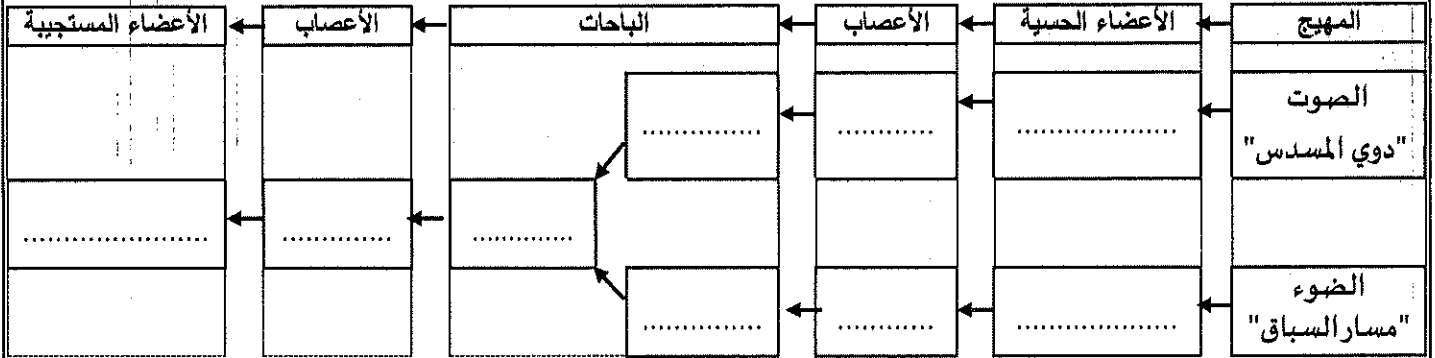 المهيج
الأعضاء الحسية
الأعصاب
الباحات
الأعصاب
الأعضاء المستجيبة
الصوت
"دوي المسدس"
..................
.............
................
................
.............
....................
الضوء
"مسار السباق"
..................
.............
................